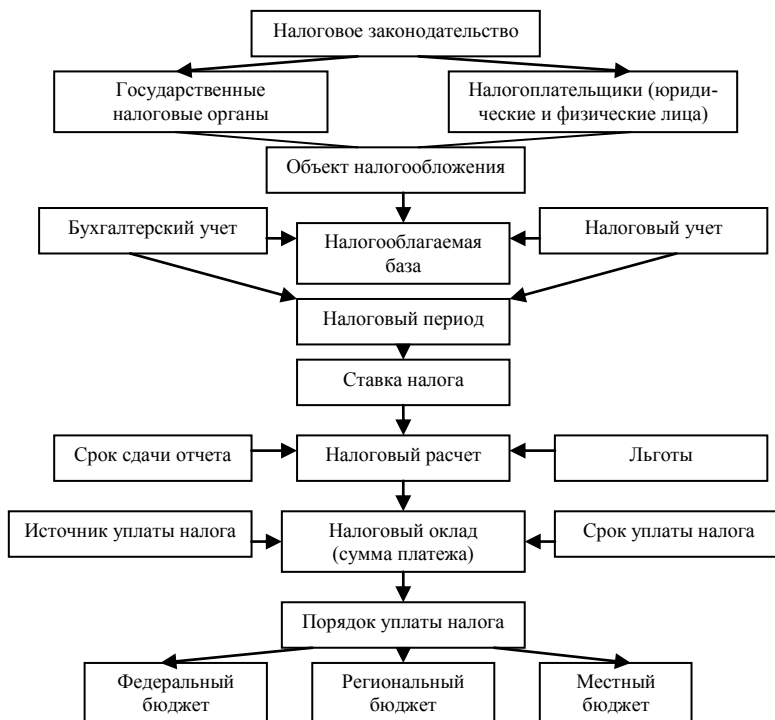 Налоговое законодательство
Государственные
налоговые органы
Налогоплательщики (юриди-
ческие и физические лица)
Объект налогообложения
Бухгалтерский учет
Налогооблагаемая
база
Налоговый учет
Налоговый период
Ставка налога
Срок сдачи отчета
Налоговый расчет
Льготы
Источник уплаты налога
Налоговый оклад
(сумма платежа)
Срок уплаты налога
Порядок уплаты налога
Федеральный
бюджет
Региональный
бюджет
Местный
бюджет